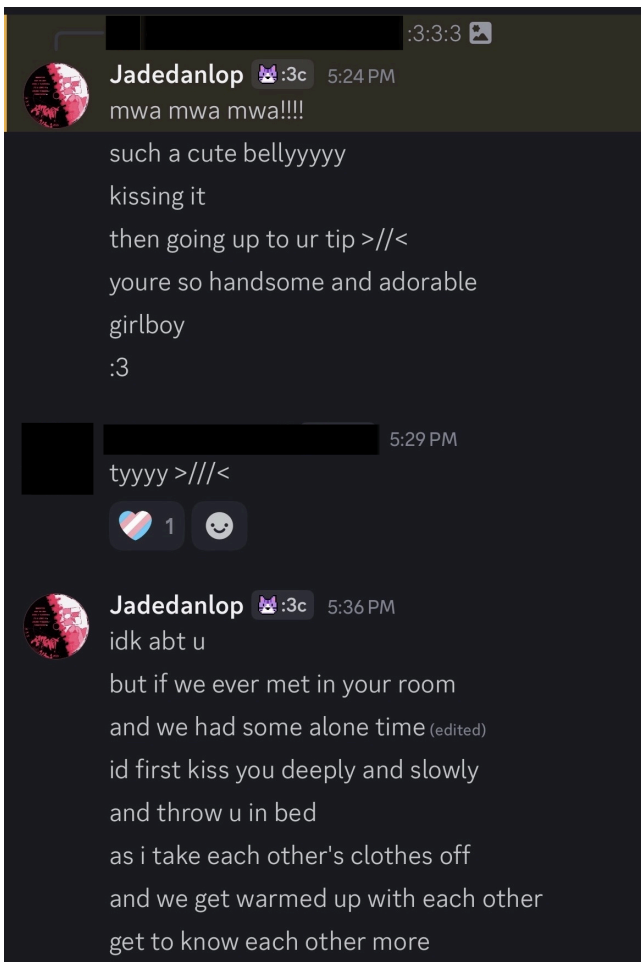 :3:3:3
Jadedanlop :3c 5:24 PM
mwa mwa mwa!!!!
such a cute bellyyyyy
kissing it
then going up to ur tip >//<
youre so handsome and adorable
girlboy
:3
5:29 PM
tyyyy >///<
1
Jadedanlop :3c 5:36 PM
idk abt u
but if we ever met in your room
and we had some alone time (edited)
id first kiss you deeply and slowly
and throw u in bed
as i take each other's clothes off
and we get warmed up with each other
get to know each other more